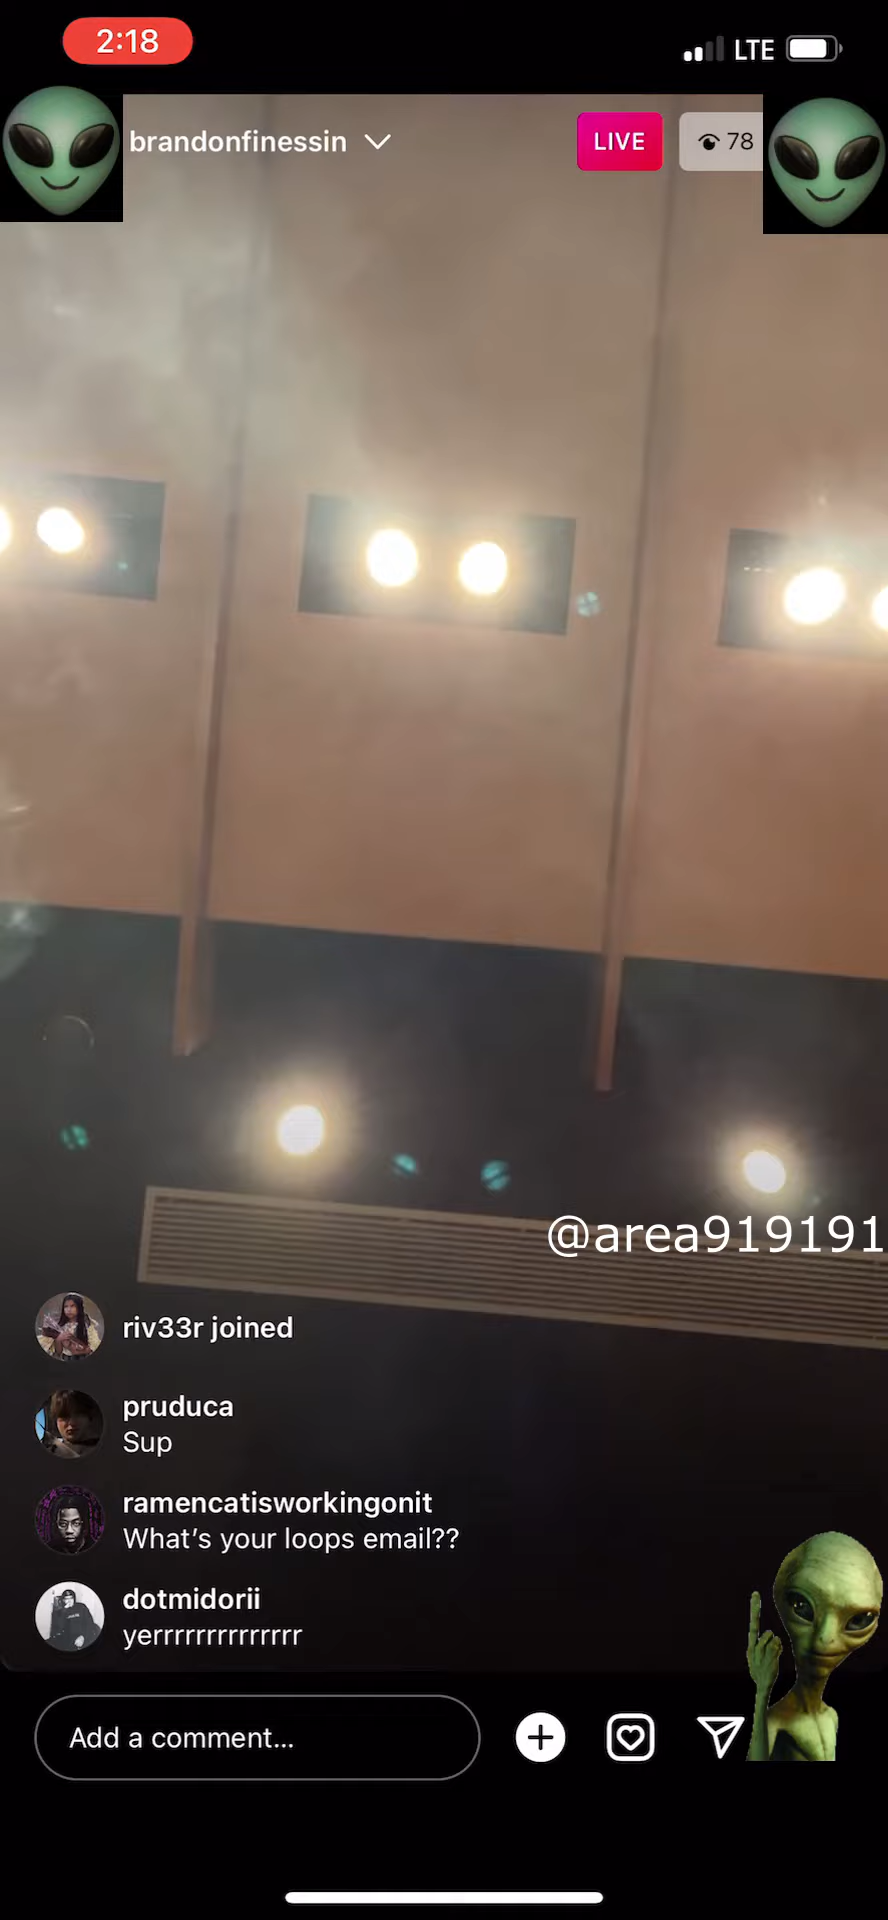 2:18
LTE
brandonfinessin
LIVE
78
@area919191
riv33r joined
pruduca
Sup
ramencatisworkingonit
What's your loops email??
dotmidorii
yerrrrrrrrrrrrrr
Add a comment...